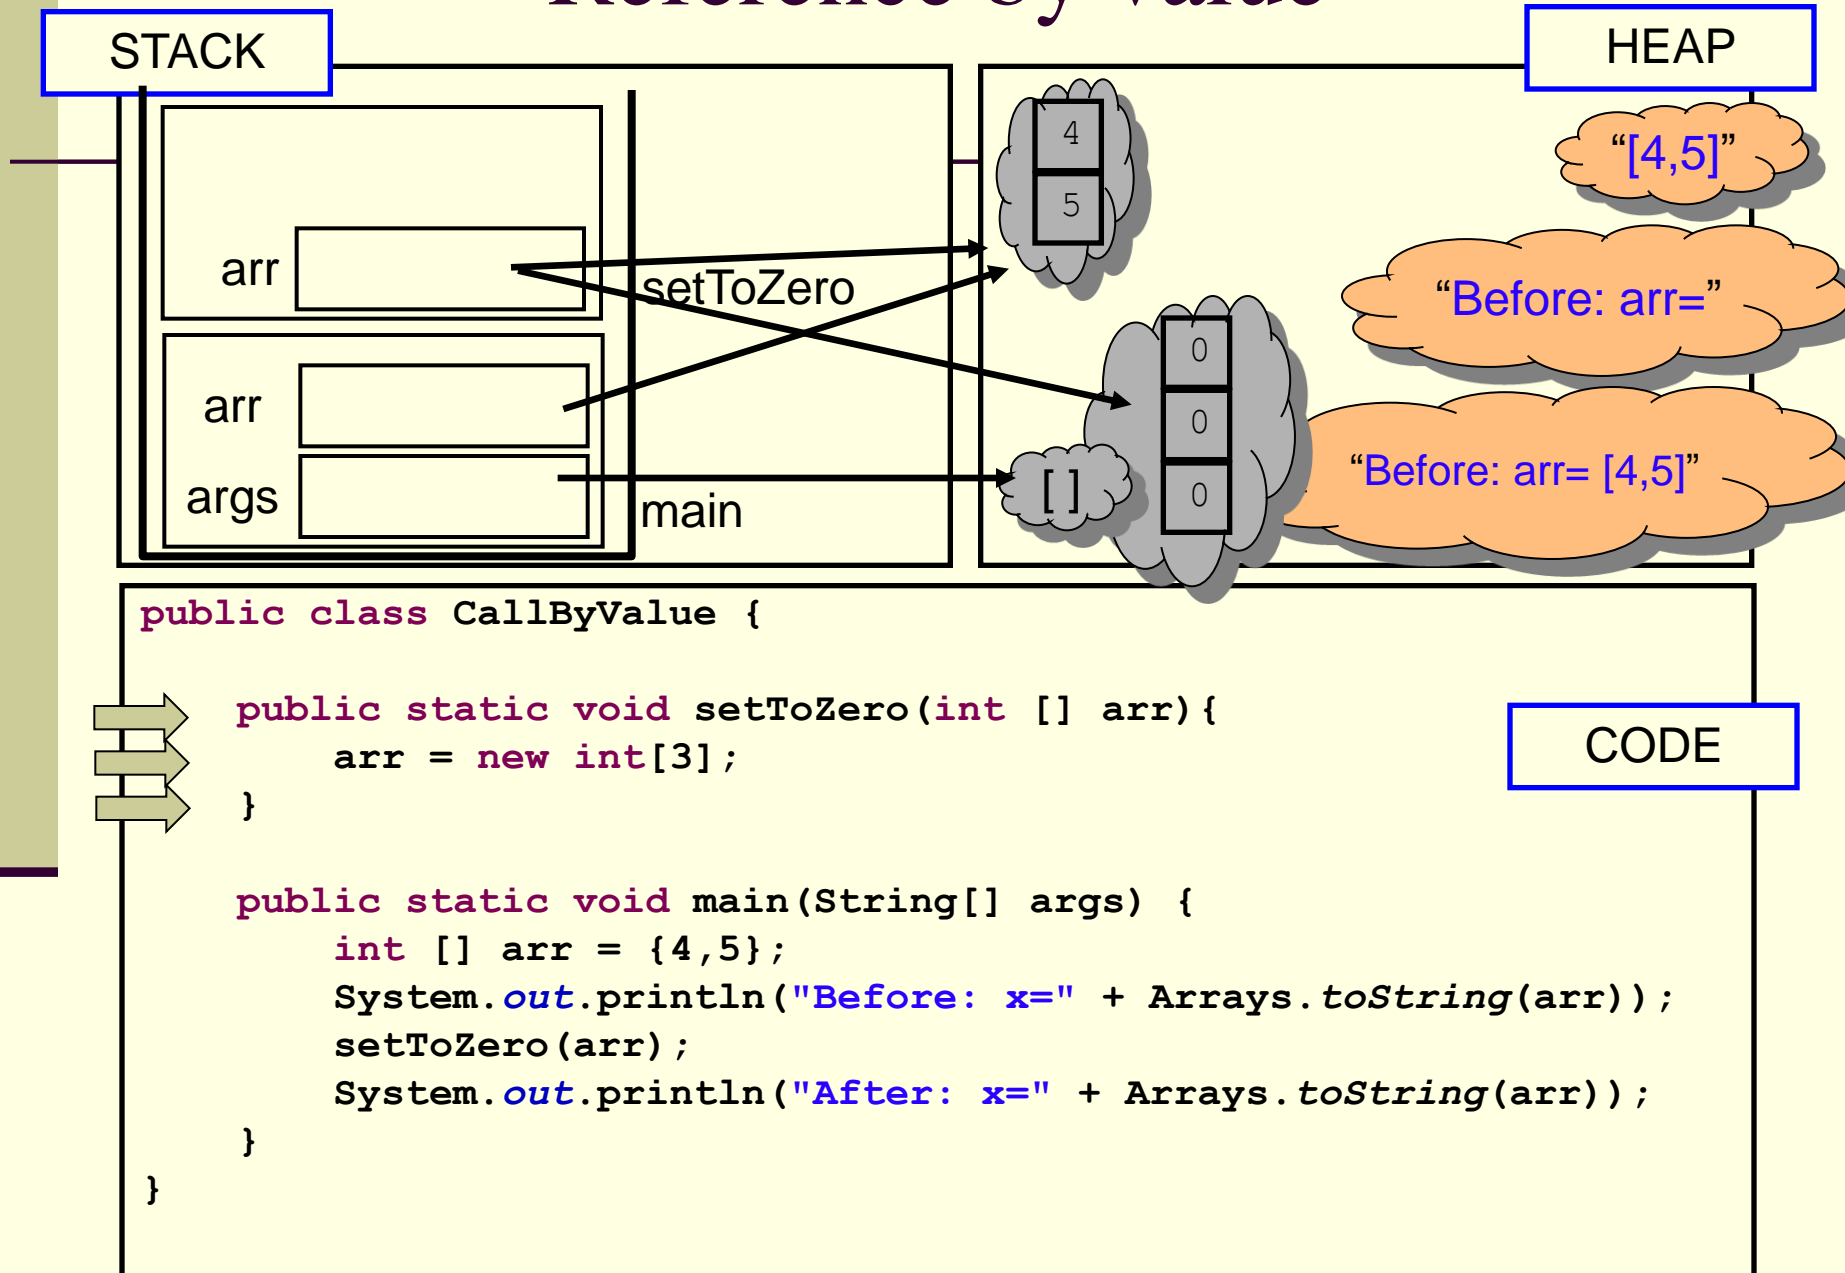 Reference by Value
STACK
HEAP
4
5
“[4,5]”
arr
setToZero
“Before: arr=”
0
0
0
arr
args
main
[]
“Before: arr= [4,5]”
public class CallByValue {
public static void setToZero(int [] arr){
arr = new int[3];
}
CODE
public static void main(String[] args) {
int [] arr = {4,5};
System.out.println("Before: x=" + Arrays.toString(arr));
setToZero(arr);
System.out.println("After: x=" + Arrays.toString(arr));
}
}